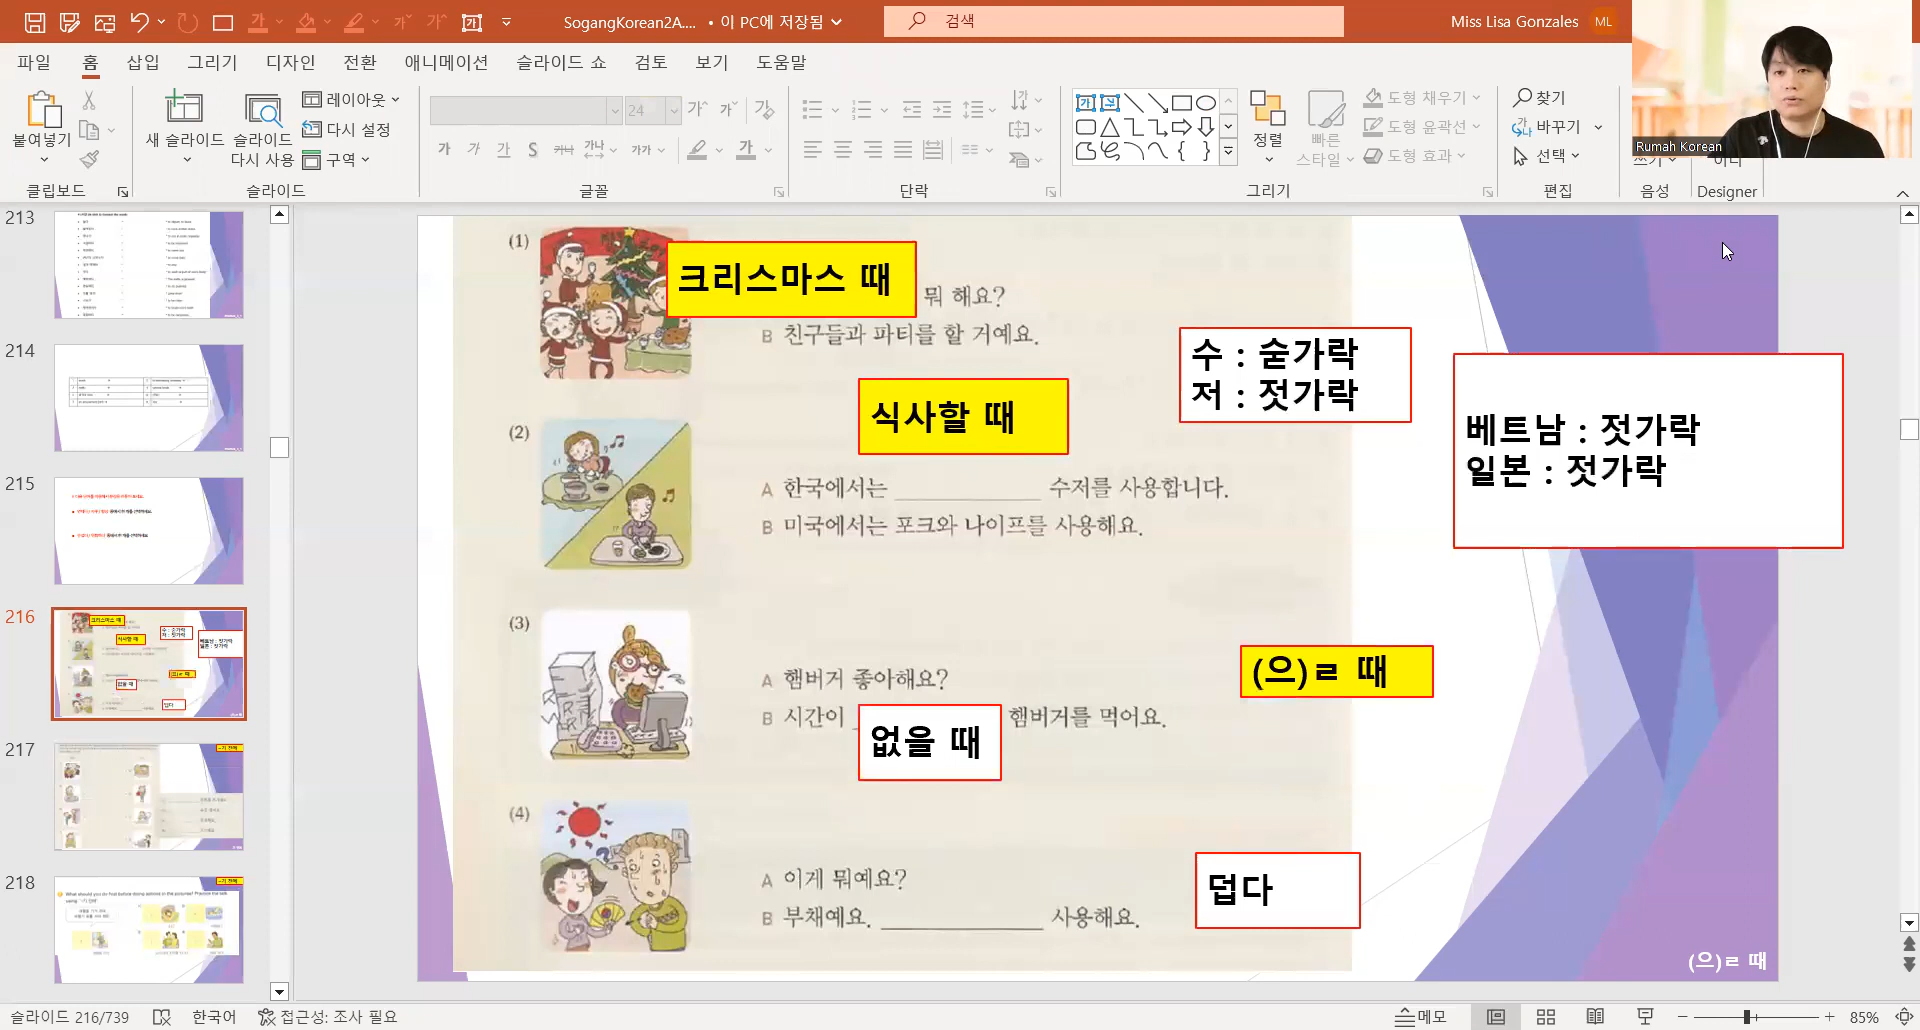 SogangKorean2A.... • 이 PC에 저장됨
검색
Miss Lisa Gonzales
ML
파일 홈 삽입 그리기 디자인 전환 애니메이션 슬라이드 쇼 검토 보기 도움말
붙여넣기
새 슬라이드
슬라이드 다시 사용
레이아웃
다시 설정
구역
24
정렬
빠른 스타일
도형 채우기
도형 윤곽선
도형 효과
찾기
바꾸기
선택
Rumah Korean
클립보드
슬라이드
글꼴
단락
그리기
편집
음성
Designer
213
214
215
216
217
218
(1)
크리스마스 때
뭐 해요?
B 친구들과 파티를 할 거예요.
수 : 숟가락
저 : 젓가락
베트남 : 젓가락
일본 : 젓가락
식사할 때
(2)
A 한국에서는 ____________ 수저를 사용합니다.
B 미국에서는 포크와 나이프를 사용해요.
(3)
A 햄버거 좋아해요?
(으)ㄹ 때
B 시간이 없을 때 햄버거를 먹어요.
(4)
A 이게 뭐예요?
덥다
B 부채예요. ____________ 사용해요.
(으)ㄹ 때
슬라이드 216/739
한국어
접근성: 조사 필요
메모
85%